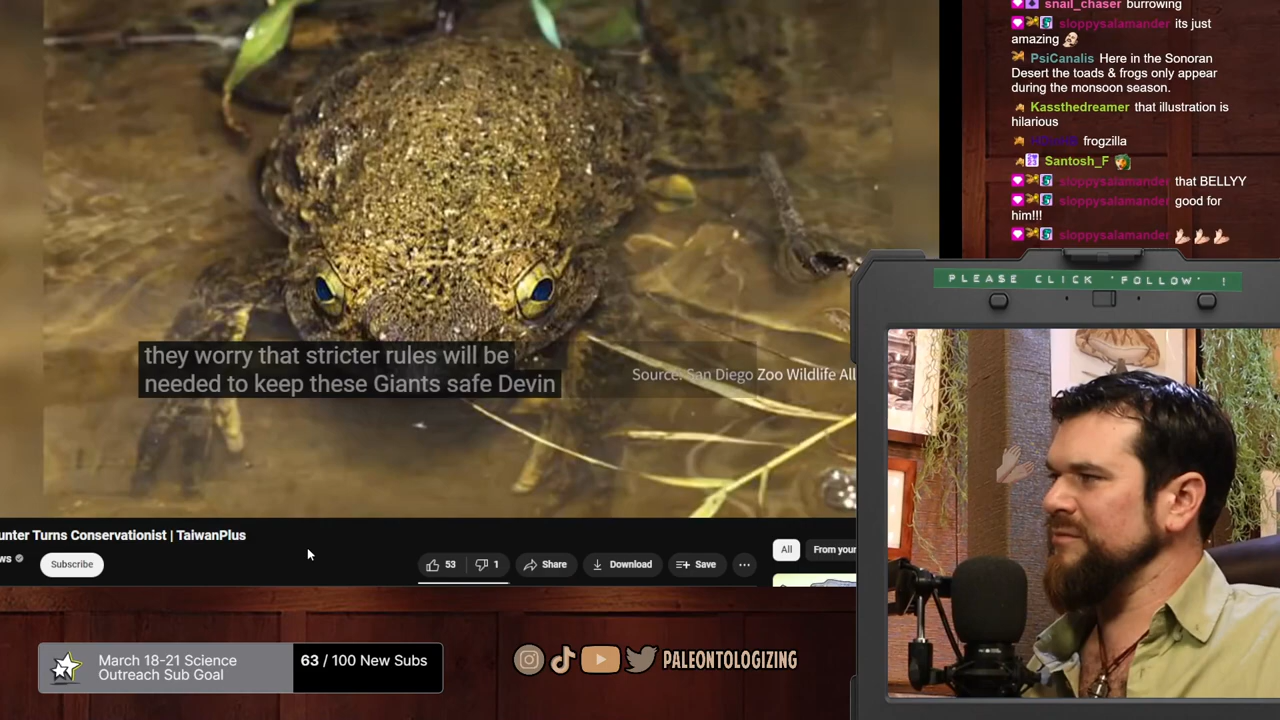 snail_chaser burrowing
sloppysalamander its just
amazing
PsiCanalis Here in the Sonoran
Desert the toads & frogs only appear
during the monsoon season.
Kassthedreamer that illustration is
hilarious
frogzilla
Santosh_F
sloppysalamander that BELLYY
sloppysalamander good for
him!!!
sloppysalamander
PLEASE CLICK 'FOLLOW' !
they worry that stricter rules will be
needed to keep these Giants safe Devin
Source: San Diego Zoo Wildlife All
unter Turns Conservationist | TaiwanPlus
ws
Subscribe
53
1
Share
Download
Save
All
From your
March 18-21 Science
Outreach Sub Goal
63 / 100 New Subs
PALEONTOLOGIZING